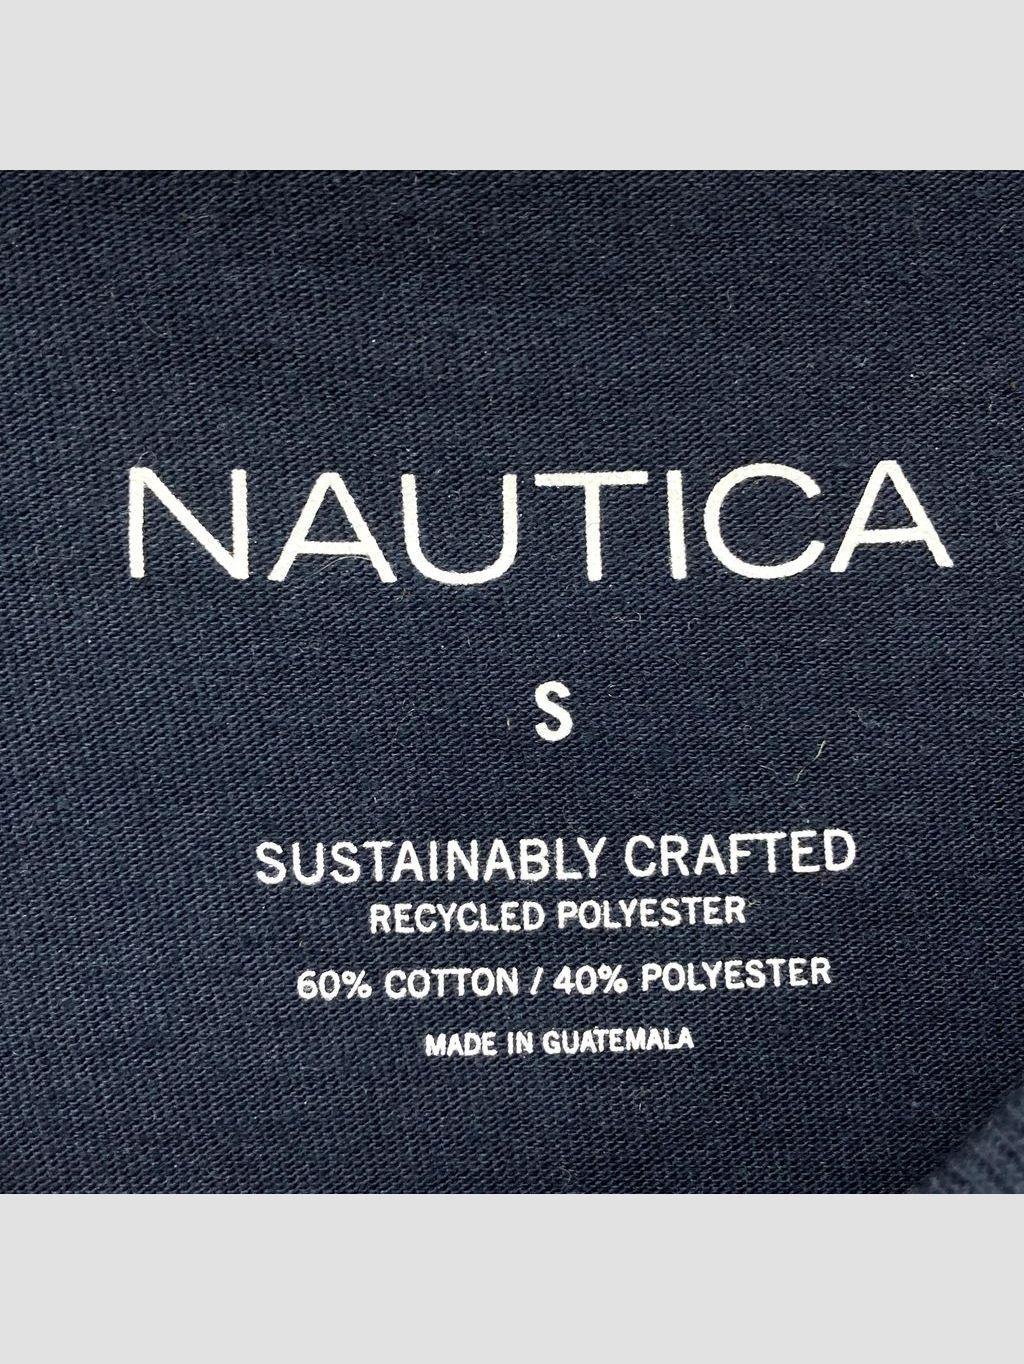 NAUTICA
S
SUSTAINABLY CRAFTED
RECYCLED POLYESTER
60% COTTON / 40% POLYESTER
MADE IN GUATEMALA